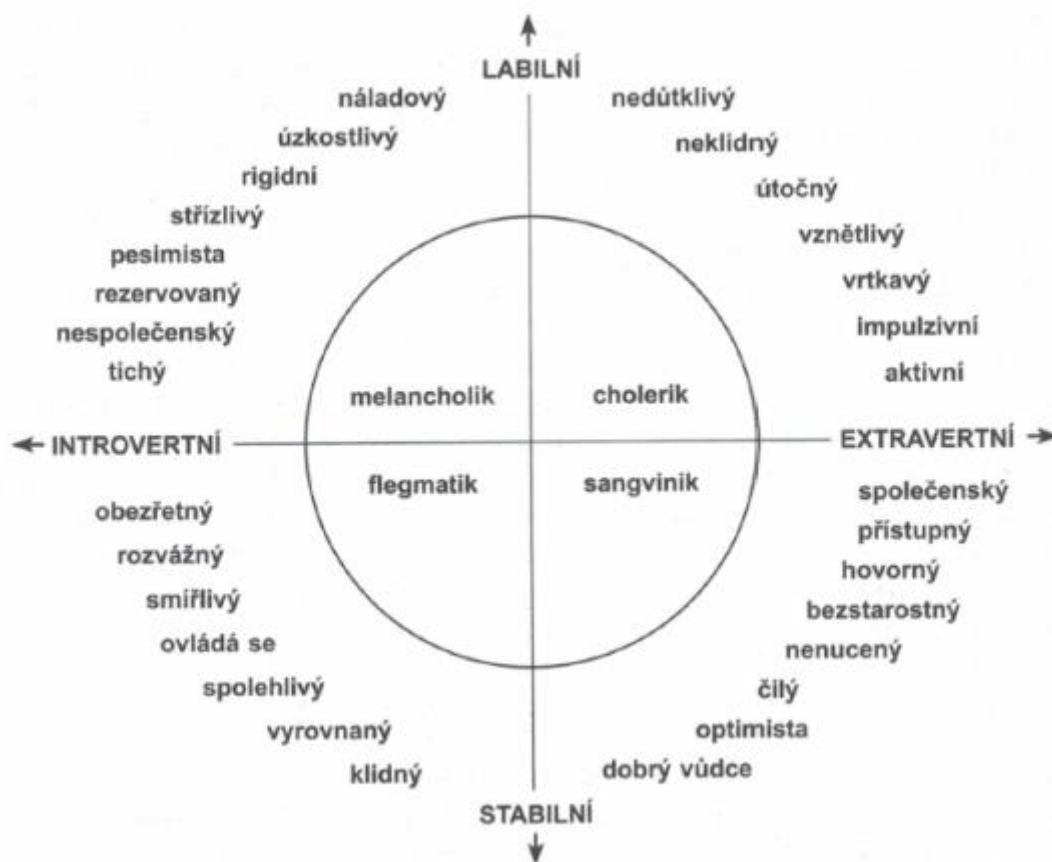 LABILNÍ
náladový
úzkostlivý
rigidní
střízlivý
pesimista
rezervovaný
nespolečenský
tichý
nedůtklivý
neklidný
útočný
vznětlivý
vrtkavý
impulzivní
aktivní
melancholik
cholerik
INTROVERTNÍ
EXTRAVERTNÍ
flegmatik
sangvinik
obezřetný
rozvážný
smířlivý
ovládá se
spolehlivý
vyrovnaný
klidný
společenský
přístupný
hovorný
bezstarostný
nenucený
čilý
optimista
dobrý vůdce
STABILNÍ